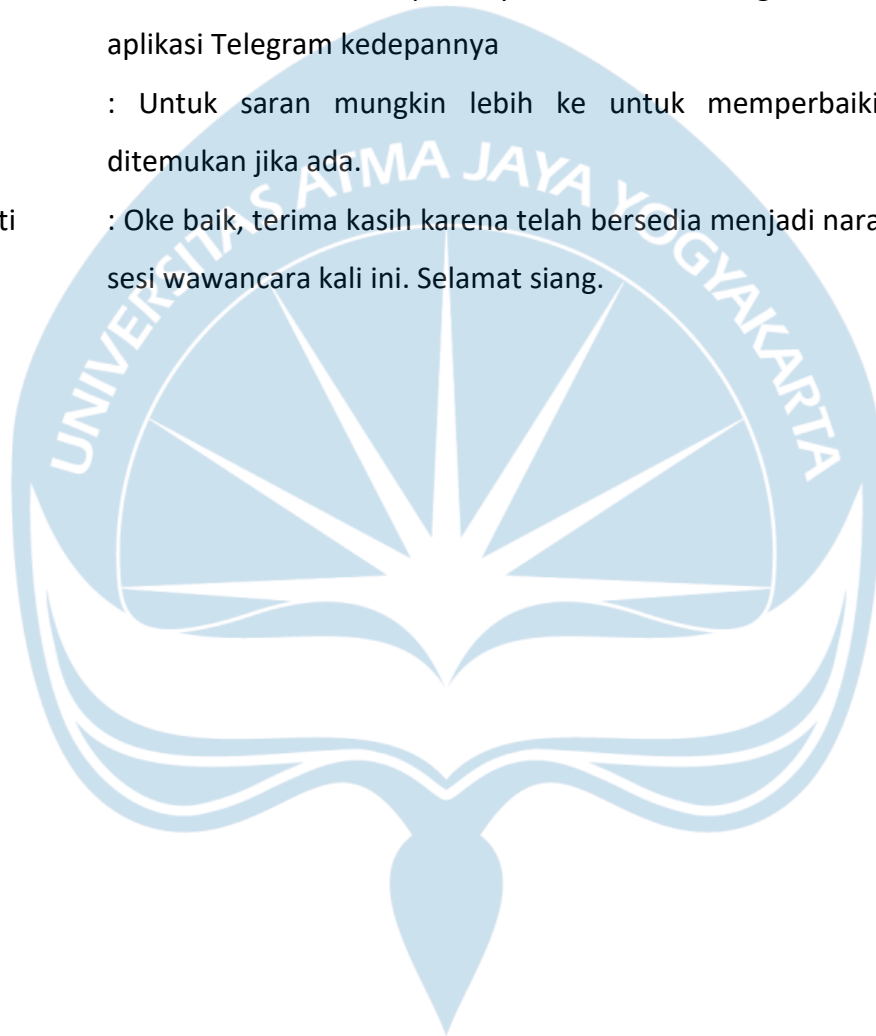 aplikasi Telegram kedepannya
: Untuk saran mungkin lebih ke untuk memperbaiki
ditemukan jika ada.
ti : Oke baik, terima kasih karena telah bersedia menjadi nara
sesi wawancara kali ini. Selamat siang.
UNIVERSITAS ATMA JAYA YOGYAKARTA